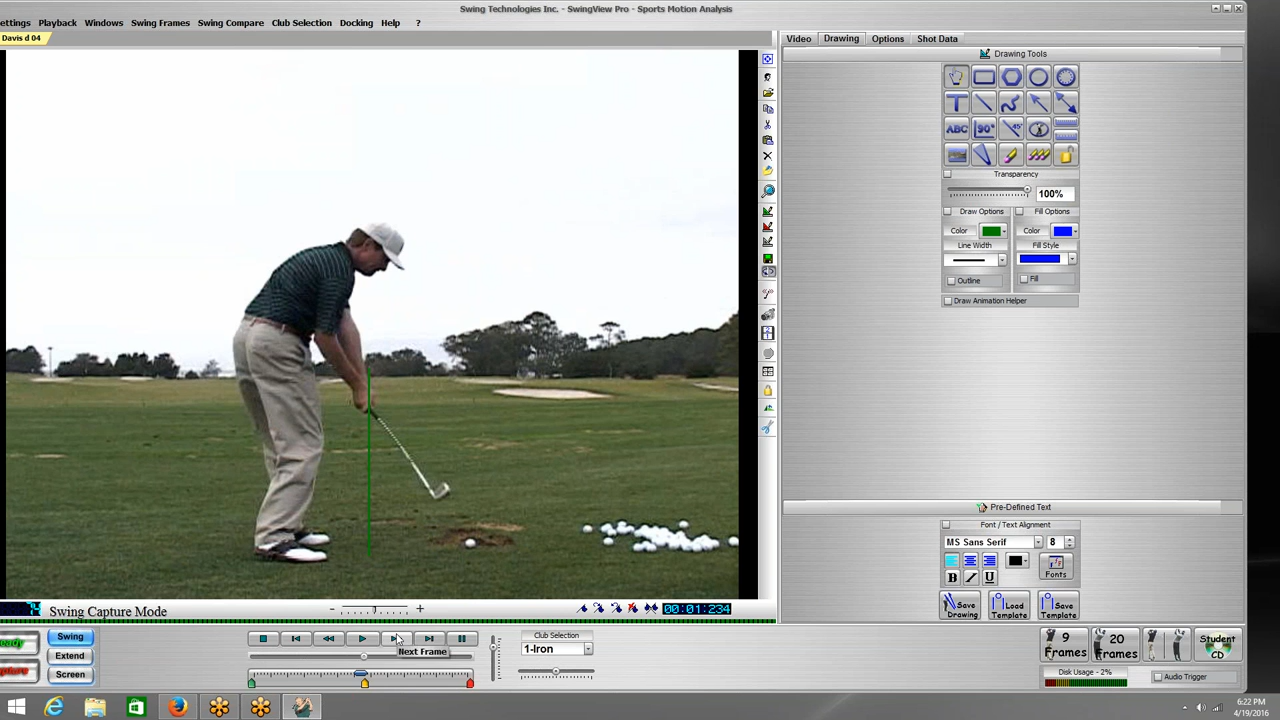 Swing Technologies Inc. - SwingView Pro - Sports Motion Analysis
ettings Playback Windows Swing Frames Swing Compare Club Selection Docking Help ?
Davis d 04
Video Drawing Options Shot Data
Drawing Tools
T
ABC 90° 45°
Transparency
100%
Draw Options Fill Options
Color Color
Line Width Fill Style
Outline Fill
Draw Animation Helper
Pre-Defined Text
Font / Text Alignment
MS Sans Serif 8
B I U Fonts
Save Drawing Load Template Save Template
Swing Capture Mode - + 00:01:234
eady Swing
Extend
Screen
Next Frame
Club Selection
1-Iron
9 Frames 20 Frames Student CD
Disk Usage - 2%
Audio Trigger
6:22 PM
4/19/2016